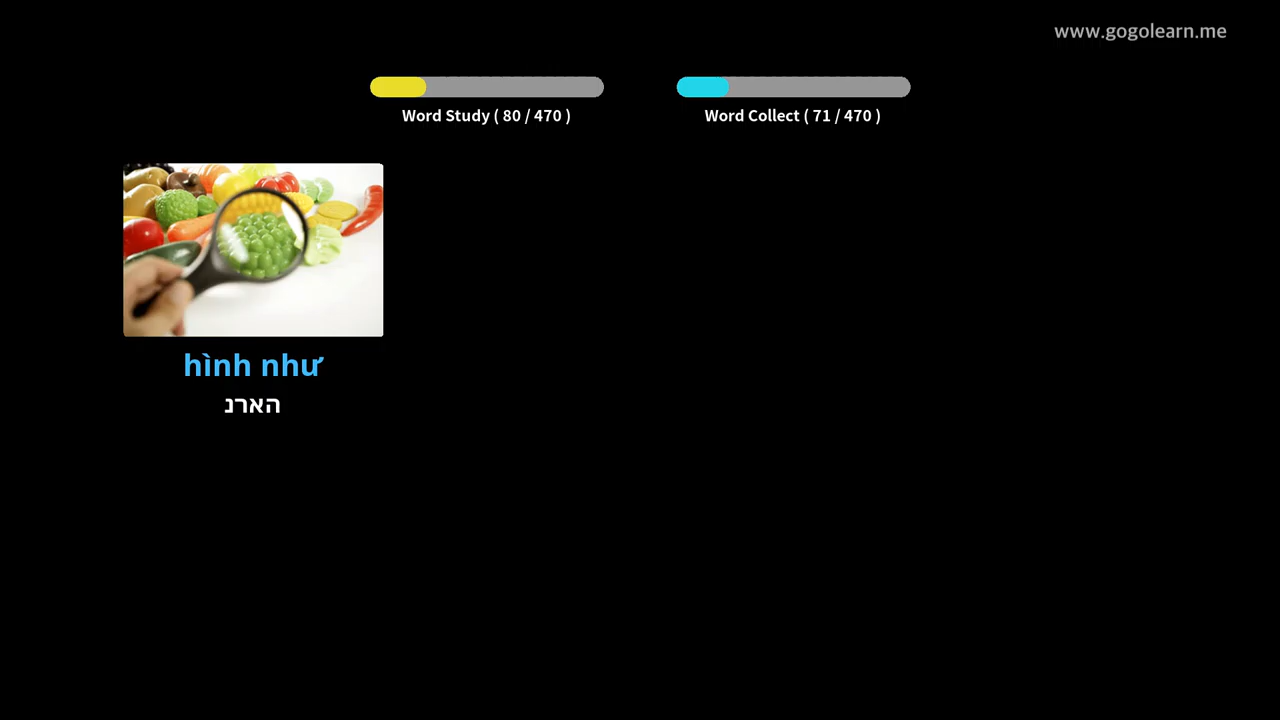 www.gogolearn.me
Word Study ( 80 / 470 )
Word Collect ( 71 / 470 )
hình như
הארנ